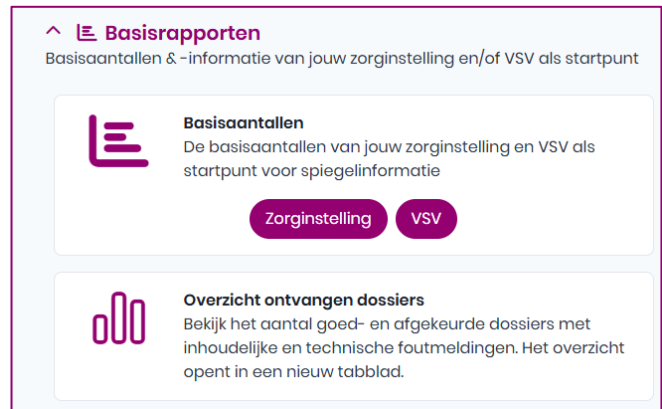 Basisrapporten
Basisaantallen & -informatie van jouw zorginstelling en/of VSV als startpunt
Basisaantallen
De basisaantallen van jouw zorginstelling en VSV als
startpunt voor spiegelinformatie
Zorginstelling VSV
Overzicht ontvangen dossiers
Bekijk het aantal goed- en afgekeurde dossiers met
inhoudelijke en technische foutmeldingen. Het overzicht
opent in een nieuw tabblad.